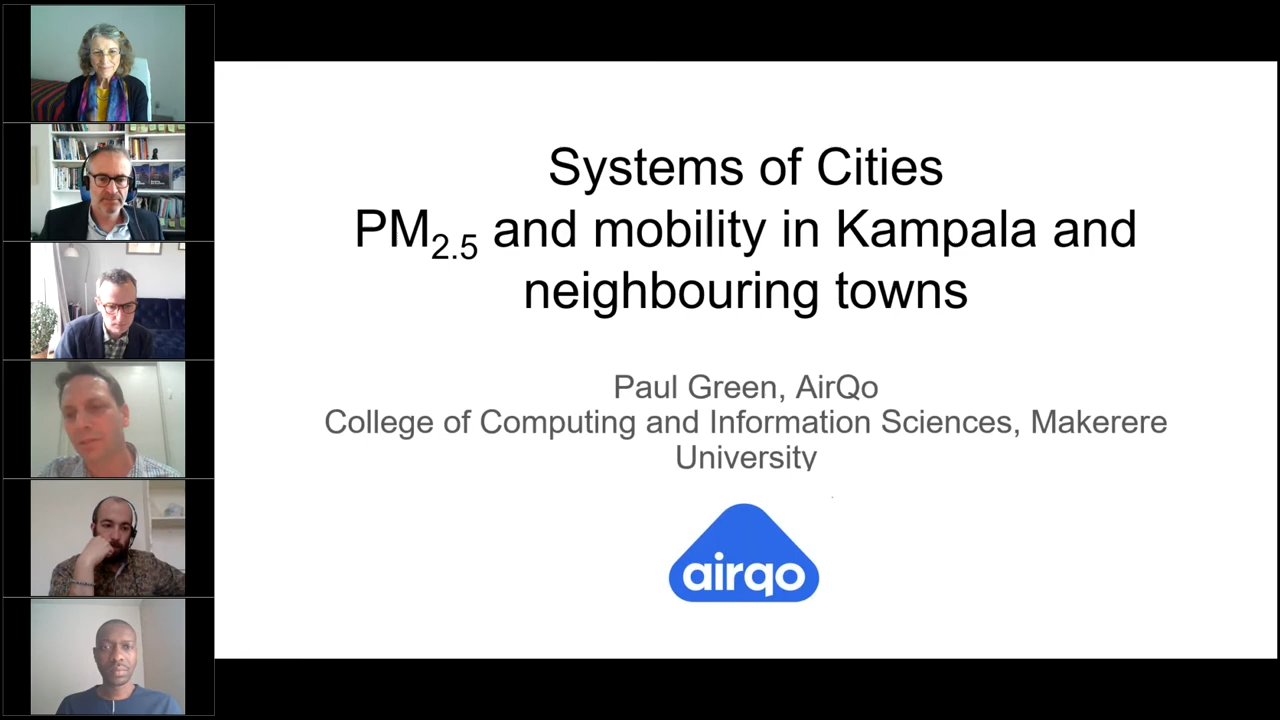 Systems of Cities
PM2.5 and mobility in Kampala and
neighbouring towns
Paul Green, AirQo
College of Computing and Information Sciences, Makerere
University
airqo